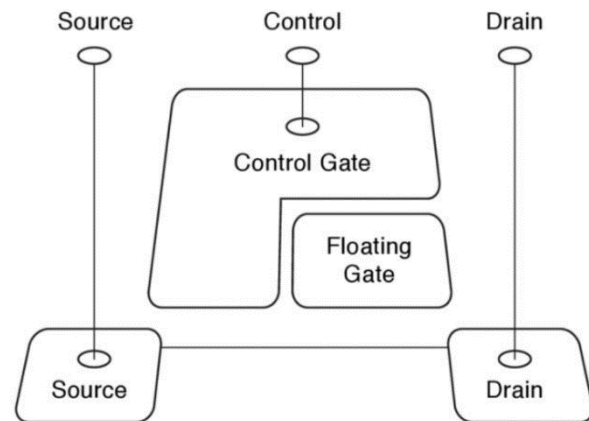 Source
Control
Drain
Control Gate
Floating
Gate
Source
Drain